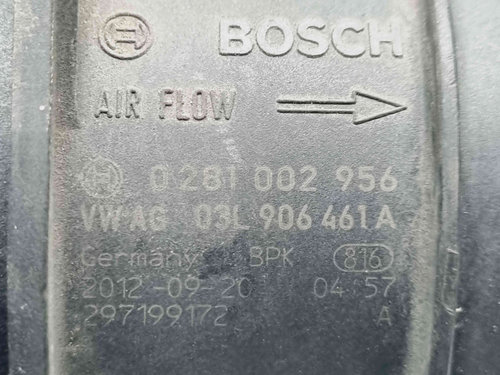 BOSCH
AIR FLOW
0 281 002 956
VW AG 03L 906 461 A
Germany BPK 816
2012-09-20 04:57
297199172 A